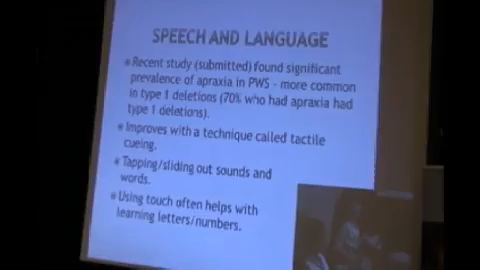 SPEECH AND LANGUAGE
Recent study (submitted) found significant
prevalence of apraxia in PWS - more common
in type 1 deletions (70% who had apraxia had
type 1 deletions).
Improves with a technique called tactile
cueing.
Tapping/sliding out sounds and
words.
Using touch often helps with
learning letters/numbers.